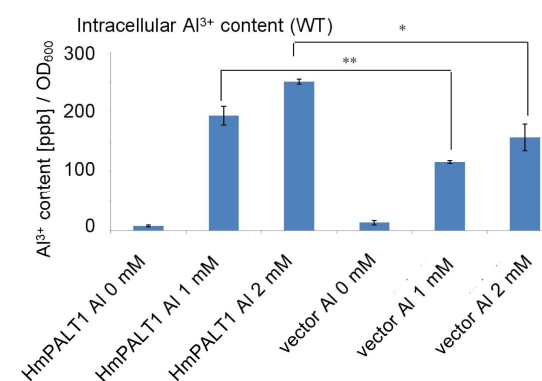 Intracellular Al³⁺ content (WT)
*
**
Al³⁺ content [ppb] / OD₆₀₀
300
200
100
0
HmPALT1 Al 0 mM
HmPALT1 Al 1 mM
HmPALT1 Al 2 mM
vector Al 0 mM
vector Al 1 mM
vector Al 2 mM